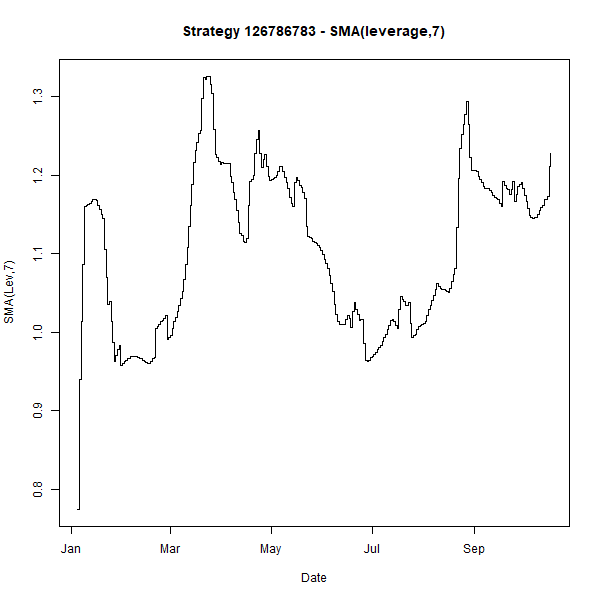 Strategy 126786783 - SMA(leverage,7)
SMA(Lev,7)
1.3
1.2
1.1
1.0
0.9
0.8
Jan Mar May Jul Sep
Date